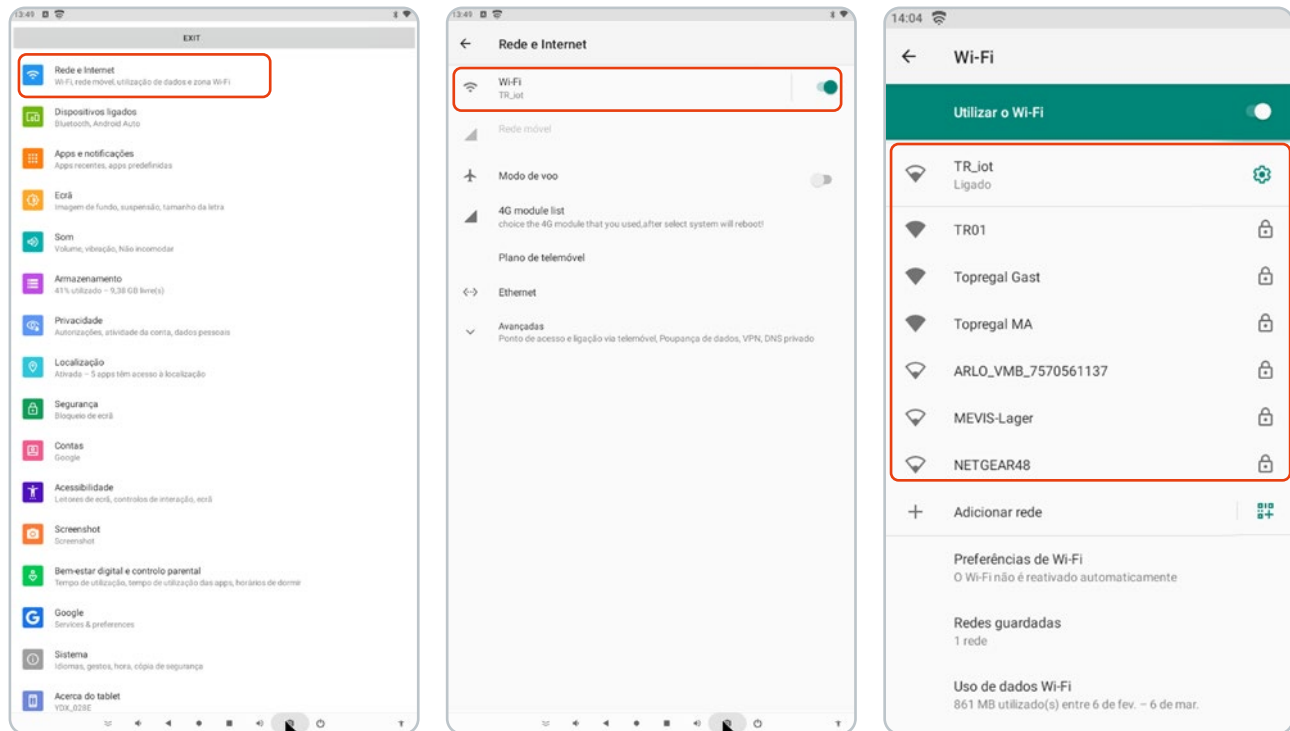 13:49
EXIT
Rede e Internet
Wi-Fi, rede móvel, utilização de dados e zona Wi-Fi
Dispositivos ligados
Bluetooth, Android Auto
Apps e notificações
Apps recentes, apps predefinidas
Ecrã
Imagem de fundo, suspensão, tamanho da letra
Som
Volume, vibração, Não incomodar
Armazenamento
41% utilizado – 9,38 GB livre(s)
Privacidade
Autorizações, atividade da conta, dados pessoais
Localização
Ativada – 5 apps têm acesso à localização
Segurança
Bloqueio de ecrã
Contas
Google
Acessibilidade
Leitores de ecrã, controlos de interação, ecrã
Screenshot
Screenshot
Bem-estar digital e controlo parental
Tempo de utilização, tempo de utilização das apps, horários de dormir
Google
Services & preferences
Sistema
Idiomas, gestos, hora, cópia de segurança
Acerca do tablet
YDX_028E
13:49
Rede e Internet
Wi-Fi
TR_iot
Rede móvel
Modo de voo
4G module list
choice the 4G module that you used,after select system will reboot!
Plano de telemóvel
Ethernet
Avançadas
Ponto de acesso e ligação via telemóvel, Poupança de dados, VPN, DNS privado
14:04
Wi-Fi
Utilizar o Wi-Fi
TR_iot
Ligado
TR01
Topregal Gast
Topregal MA
ARLO_VMB_7570561137
MEVIS-Lager
NETGEAR48
Adicionar rede
Preferências de Wi-Fi
O Wi-Fi não é reativado automaticamente
Redes guardadas
1 rede
Uso de dados Wi-Fi
861 MB utilizado(s) entre 6 de fev. – 6 de mar.